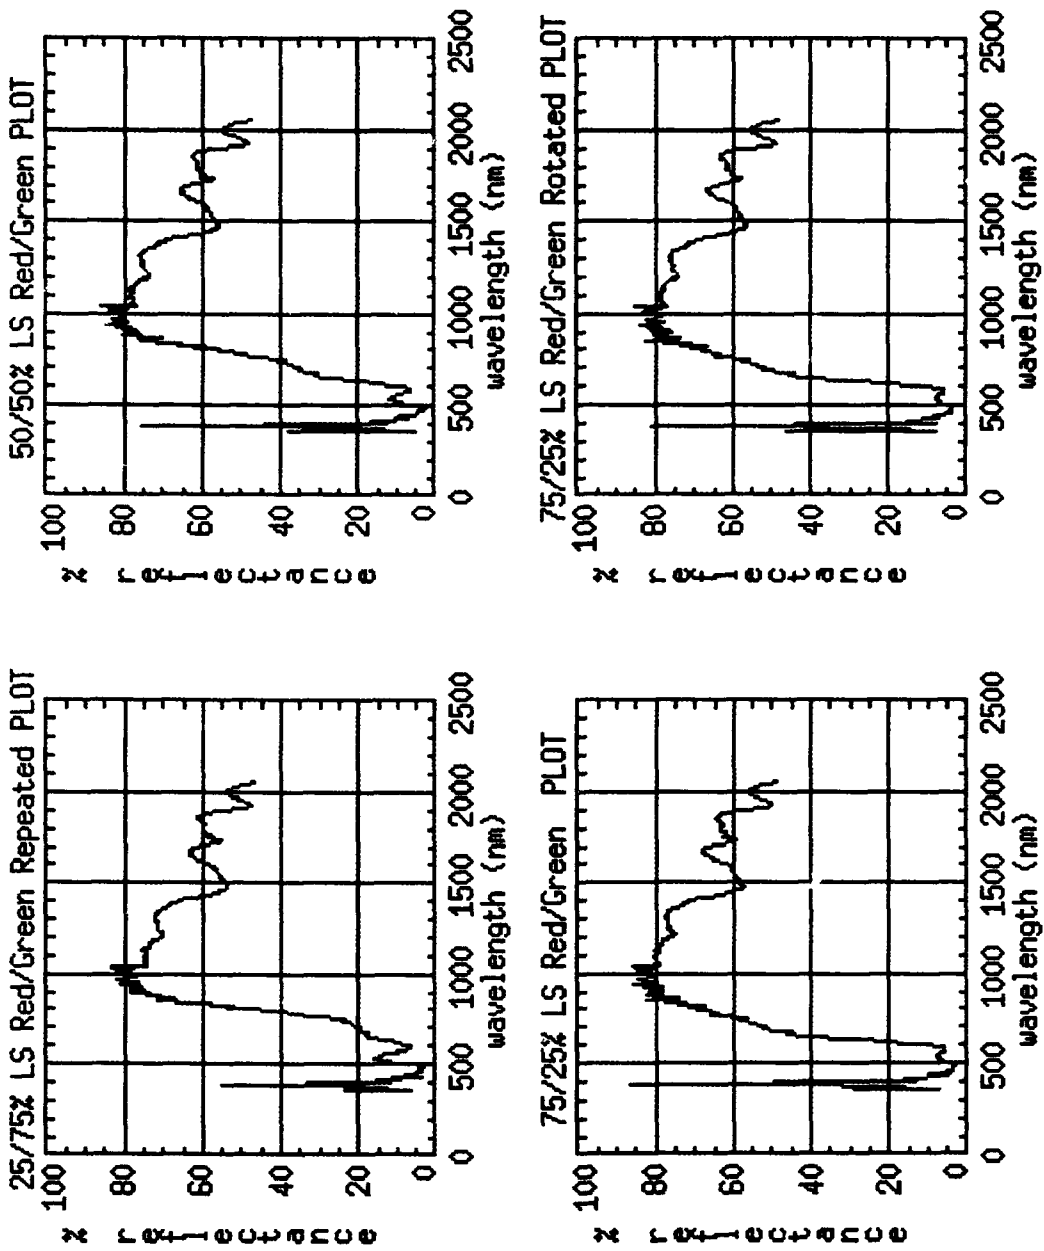 25/75% LS Red/Green Repeated PLOT
100
80
60
40
20
0
% reflectance
0 500 1000 1500 2000 2500
wavelength (nm)
50/50% LS Red/Green PLOT
100
80
60
40
20
0
% reflectance
0 500 1000 1500 2000 2500
wavelength (nm)
75/25% LS Red/Green PLOT
100
80
60
40
20
0
% reflectance
0 500 1000 1500 2000 2500
wavelength (nm)
75/25% LS Red/Green Rotated PLOT
100
80
60
40
20
0
% reflectance
0 500 1000 1500 2000 2500
wavelength (nm)